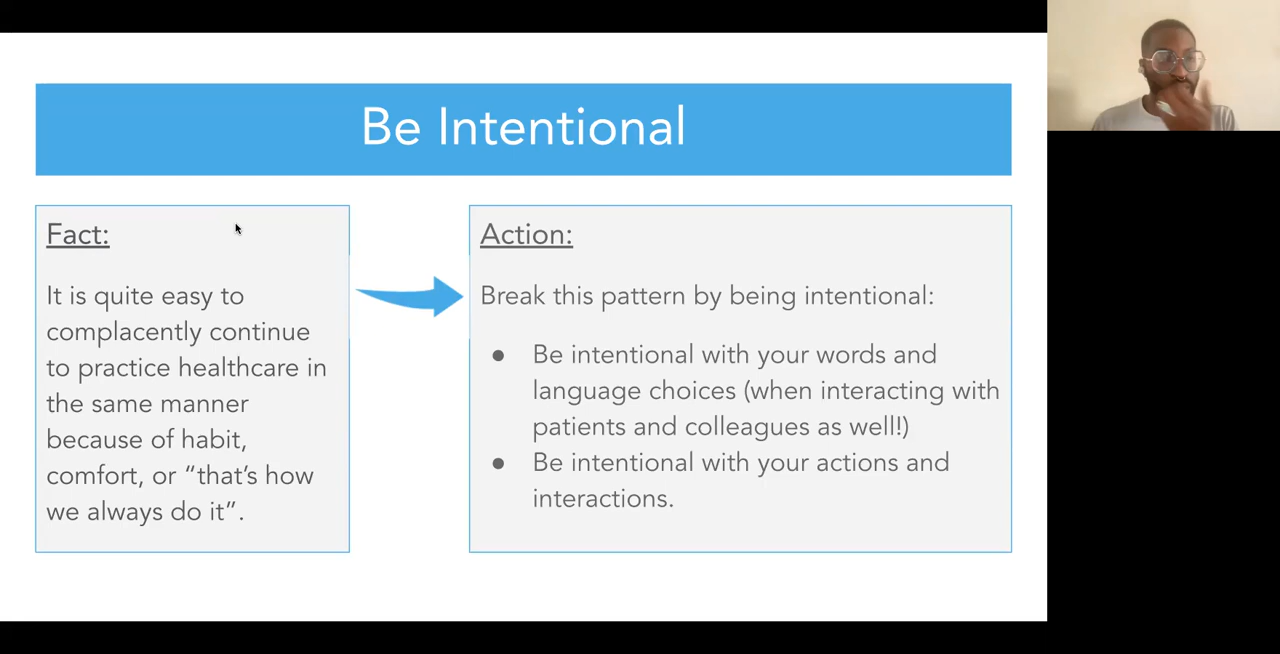 Be Intentional
Fact:
It is quite easy to
complacently continue
to practice healthcare in
the same manner
because of habit,
comfort, or “that’s how
we always do it”.
Action:
Break this pattern by being intentional:
● Be intentional with your words and
language choices (when interacting with
patients and colleagues as well!)
● Be intentional with your actions and
interactions.